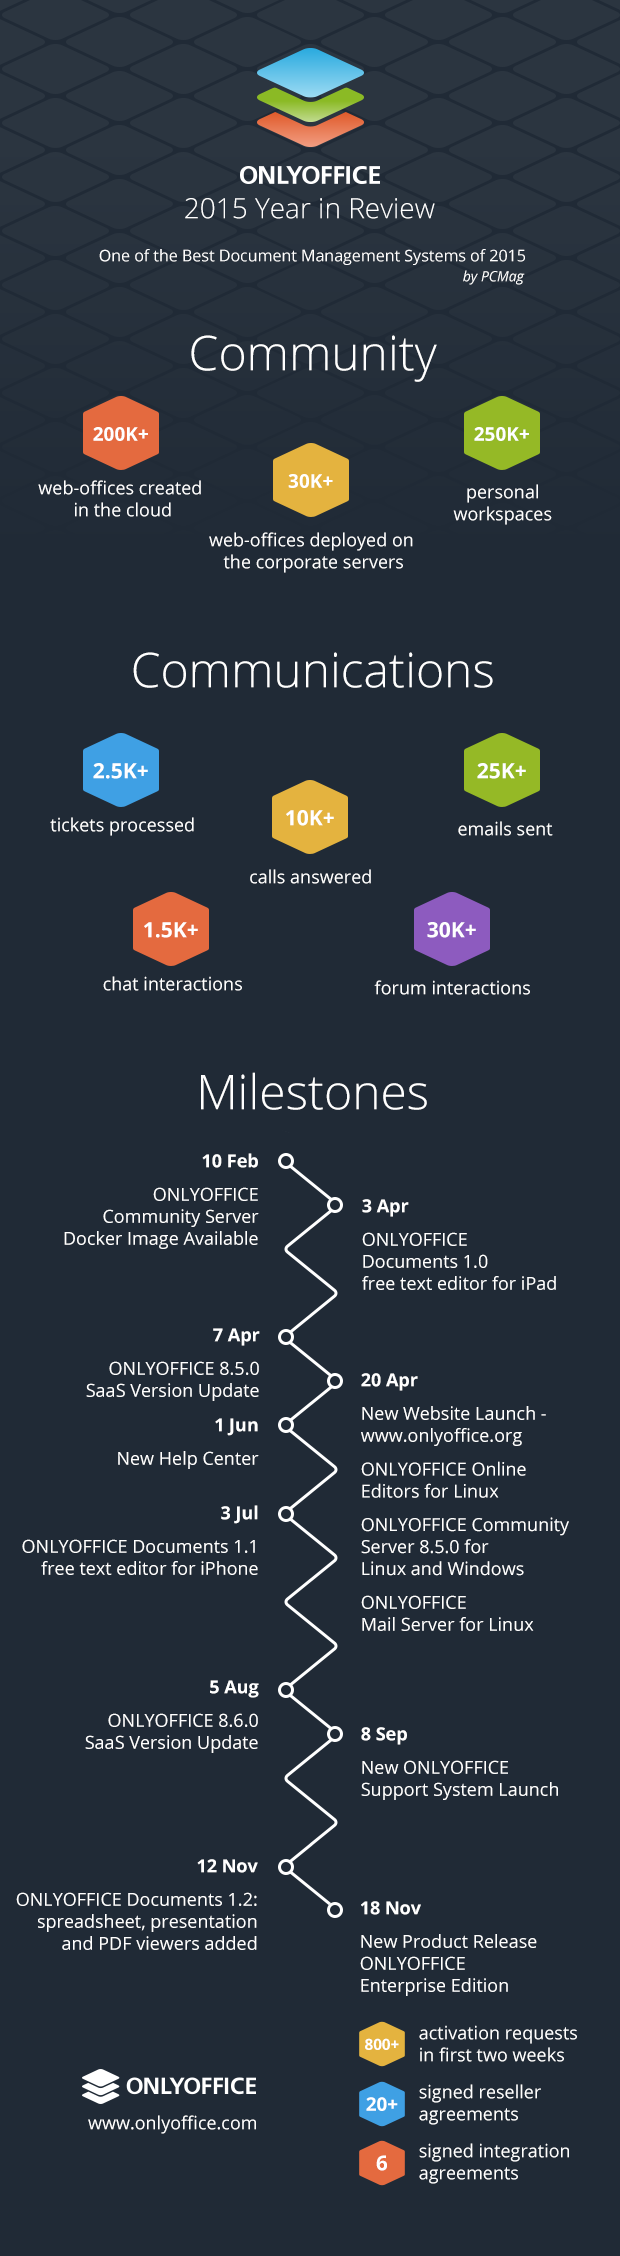 ONLYOFFICE
2015 Year in Review
One of the Best Document Management Systems of 2015
by PCMag
Community
200K+
web-offices created
in the cloud
30K+
web-offices deployed on
the corporate servers
250K+
personal
workspaces
Communications
2.5K+
tickets processed
10K+
calls answered
25K+
emails sent
1.5K+
chat interactions
30K+
forum interactions
Milestones
10 Feb
ONLYOFFICE
Community Server
Docker Image Available
3 Apr
ONLYOFFICE
Documents 1.0
free text editor for iPad
7 Apr
ONLYOFFICE 8.5.0
SaaS Version Update
20 Apr
New Website Launch -
www.onlyoffice.org
ONLYOFFICE Online
Editors for Linux
ONLYOFFICE Community
Server 8.5.0 for
Linux and Windows
ONLYOFFICE
Mail Server for Linux
1 Jun
New Help Center
3 Jul
ONLYOFFICE Documents 1.1
free text editor for iPhone
5 Aug
ONLYOFFICE 8.6.0
SaaS Version Update
8 Sep
New ONLYOFFICE
Support System Launch
12 Nov
ONLYOFFICE Documents 1.2:
spreadsheet, presentation
and PDF viewers added
18 Nov
New Product Release
ONLYOFFICE
Enterprise Edition
800+
activation requests
in first two weeks
20+
signed reseller
agreements
6
signed integration
agreements
ONLYOFFICE
www.onlyoffice.com